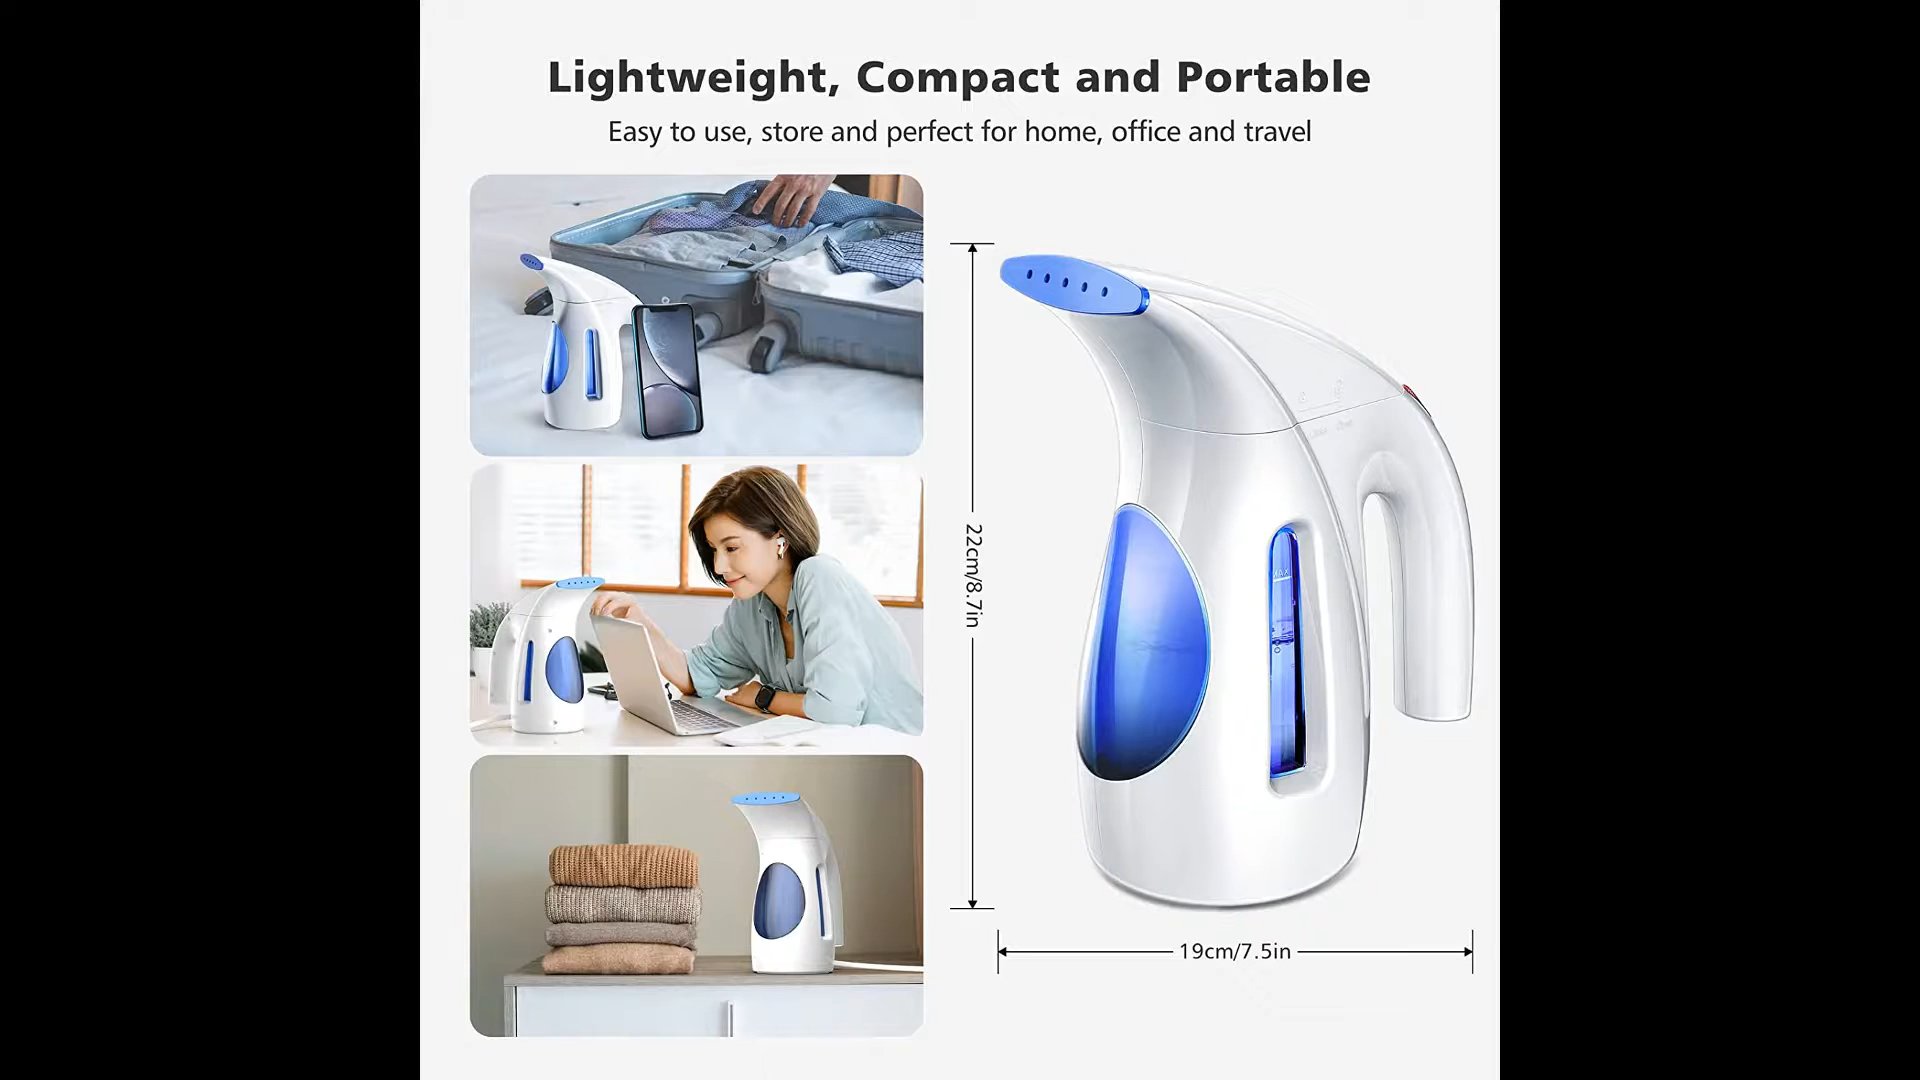 Lightweight, Compact and Portable
Easy to use, store and perfect for home, office and travel
22cm/8.7in
MAX
19cm/7.5in